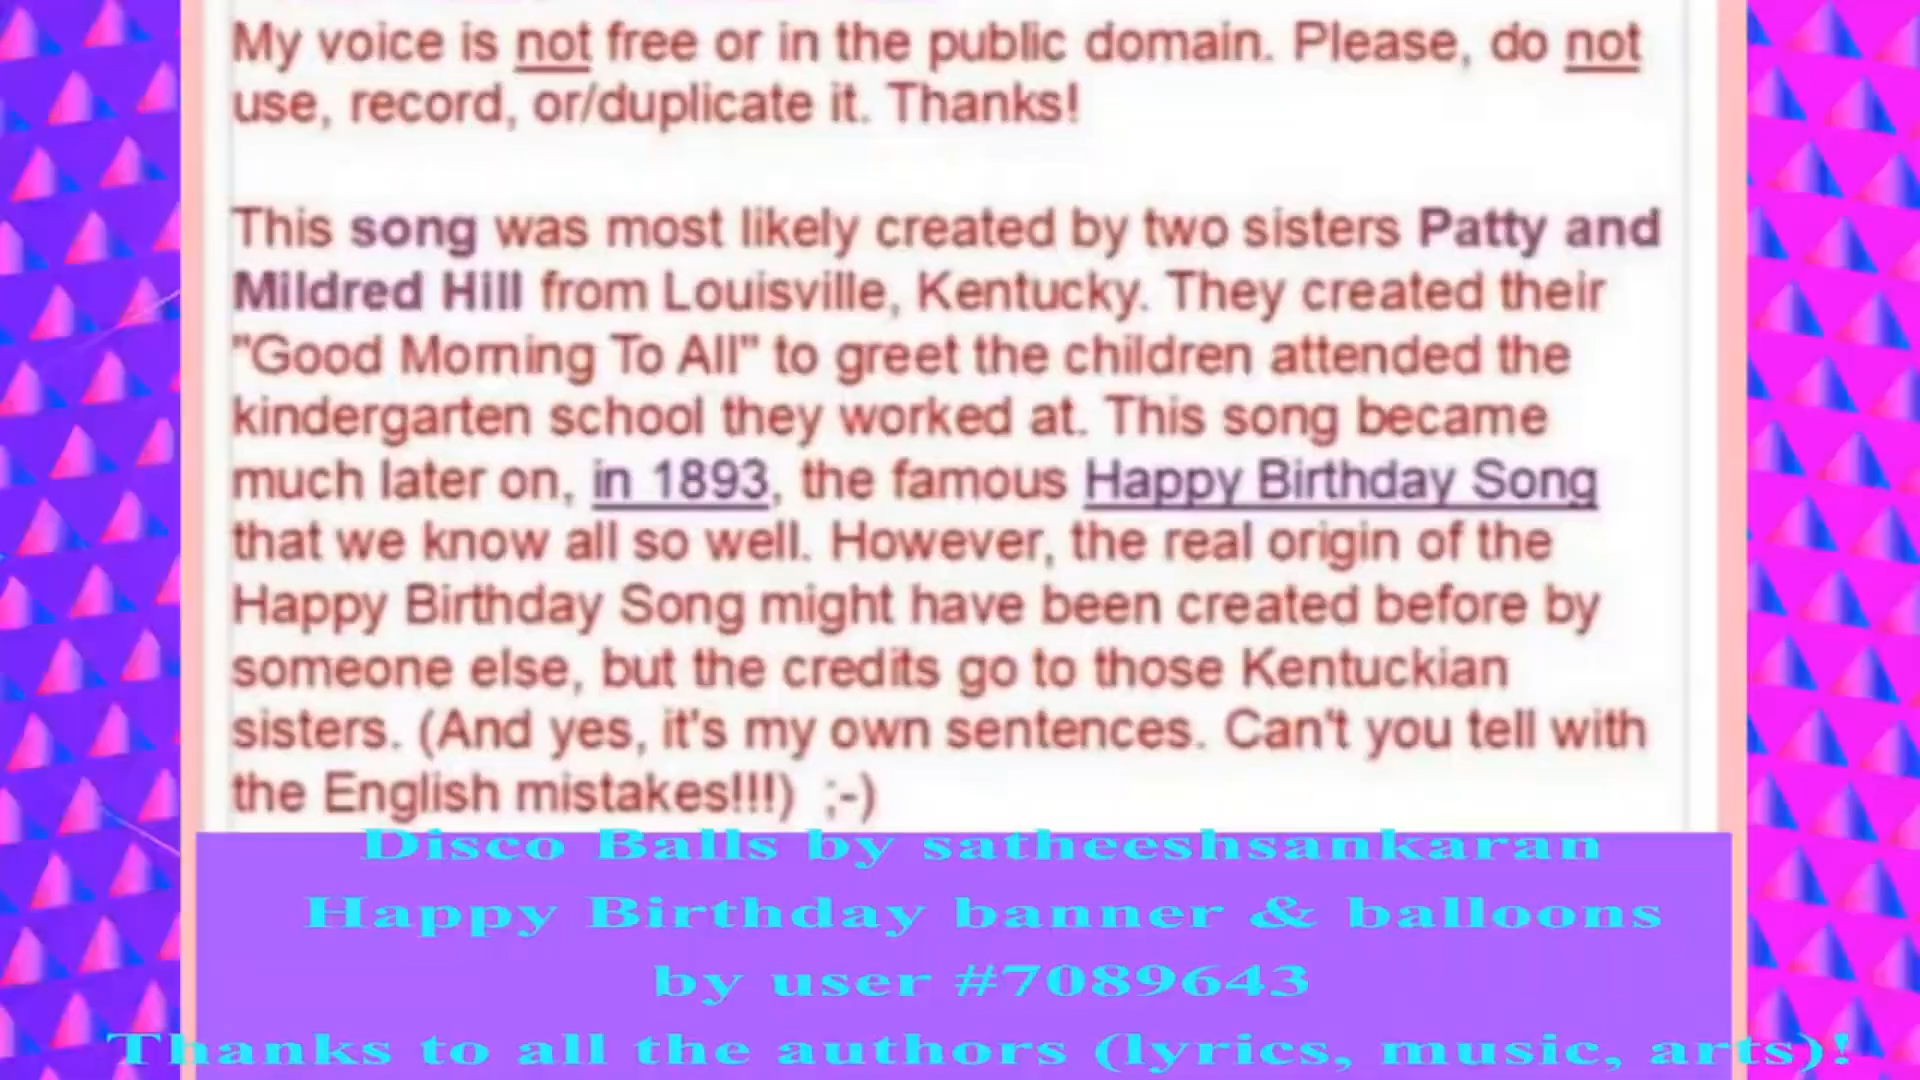 My voice is not free or in the public domain. Please, do not
use, record, or/duplicate it. Thanks!
This song was most likely created by two sisters Patty and
Mildred Hill from Louisville, Kentucky. They created their
"Good Morning To All" to greet the children attended the
kindergarten school they worked at. This song became
much later on, in 1893, the famous Happy Birthday Song
that we know all so well. However, the real origin of the
Happy Birthday Song might have been created before by
someone else, but the credits go to those Kentuckian
sisters. (And yes, it's my own sentences. Can't you tell with
the English mistakes!!!) ;-)
Disco Balls by satheeshsankaran
Happy Birthday banner & balloons
by user #7089643
Thanks to all the authors (lyrics, music, arts)!